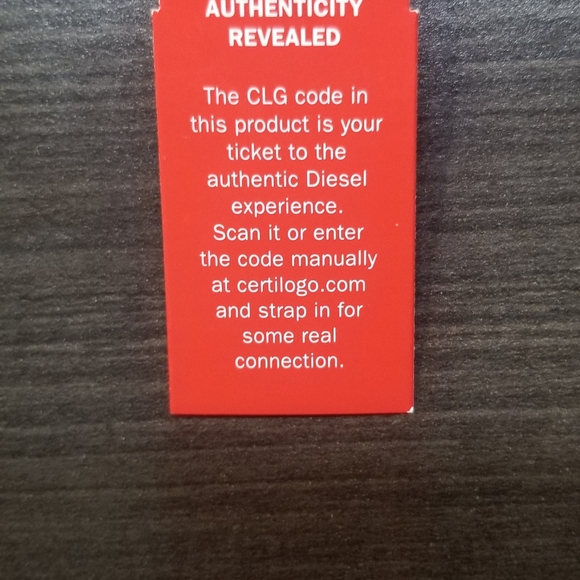 AUTHENTICITY
REVEALED
The CLG code in
this product is your
ticket to the
authentic Diesel
experience.
Scan it or enter
the code manually
at certilogo.com
and strap in for
some real
connection.